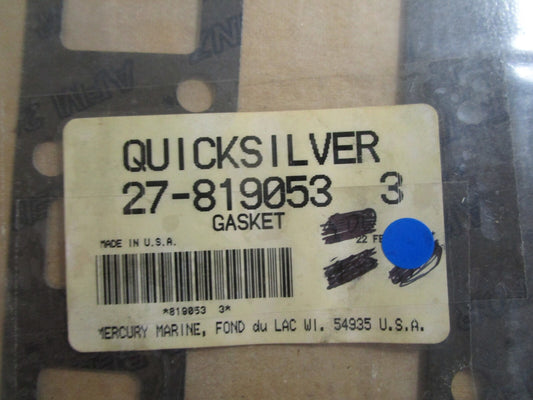 QUICKSILVER
27-819053 3
GASKET
MADE IN U.S.A.
22 FE
*819053 3*
MERCURY MARINE, FOND du LAC WI. 54935 U.S.A.